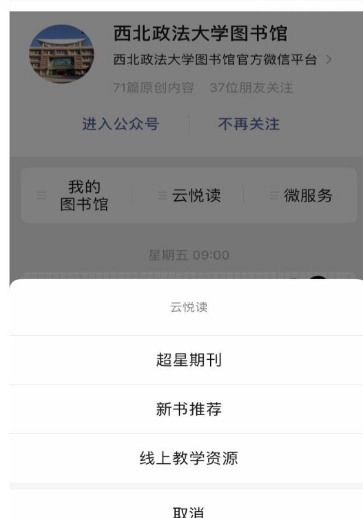 西北政法大学图书馆
西北政法大学图书馆官方微信平台 >
71篇原创内容 37位朋友关注
进入公众号 不再关注
我的
图书馆
云悦读
微服务
星期五 09:00
云悦读
超星期刊
新书推荐
线上教学资源
取消